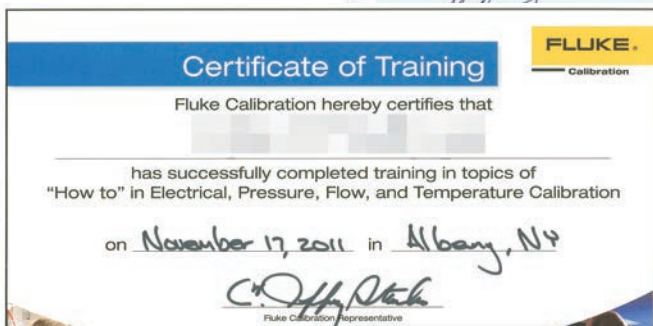 FLUKE®
Calibration
Certificate of Training
Fluke Calibration hereby certifies that
has successfully completed training in topics of
"How to" in Electrical, Pressure, Flow, and Temperature Calibration
on November 17, 2011 in Albany, NY
Fluke Calibration Representative